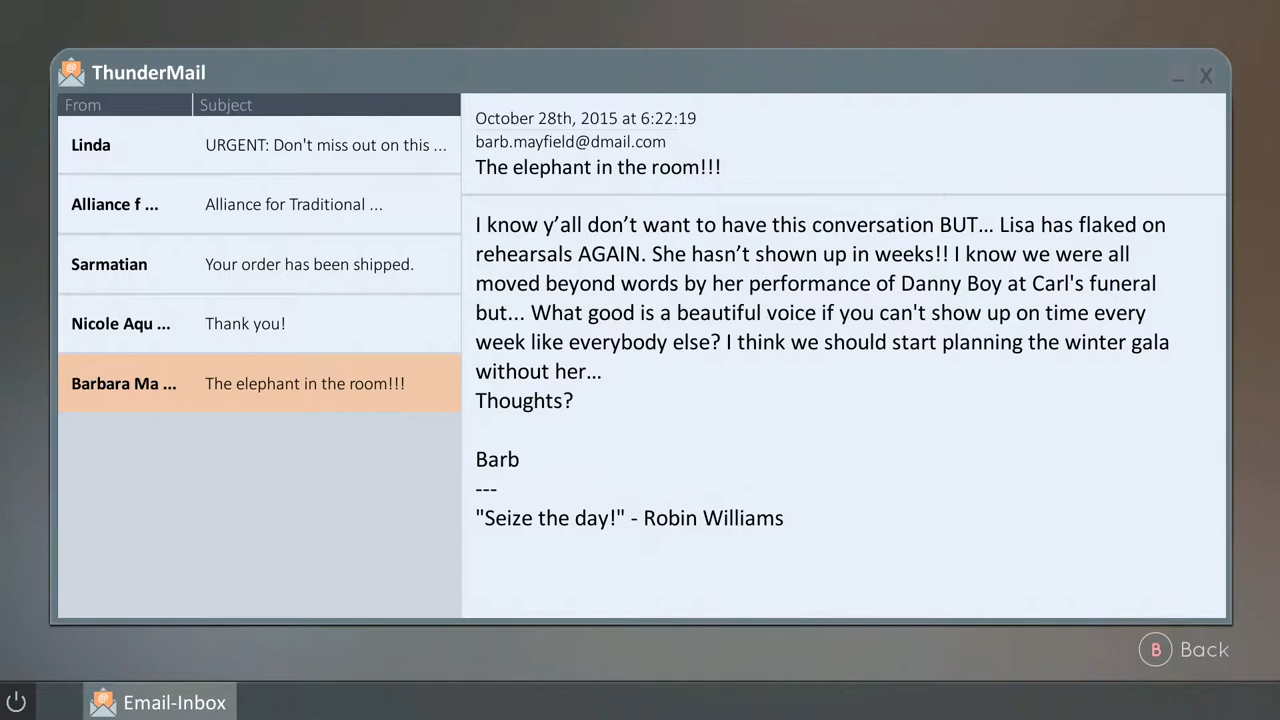 ThunderMail
_ X
From Subject
Linda URGENT: Don't miss out on this ...
Alliance f ... Alliance for Traditional ...
Sarmatian Your order has been shipped.
Nicole Aqu ... Thank you!
Barbara Ma ... The elephant in the room!!!
October 28th, 2015 at 6:22:19
barb.mayfield@dmail.com
The elephant in the room!!!
I know y’all don’t want to have this conversation BUT... Lisa has flaked on
rehearsals AGAIN. She hasn’t shown up in weeks!! I know we were all
moved beyond words by her performance of Danny Boy at Carl's funeral
but... What good is a beautiful voice if you can't show up on time every
week like everybody else? I think we should start planning the winter gala
without her...
Thoughts?
Barb
---
"Seize the day!" - Robin Williams
B Back
Email-Inbox